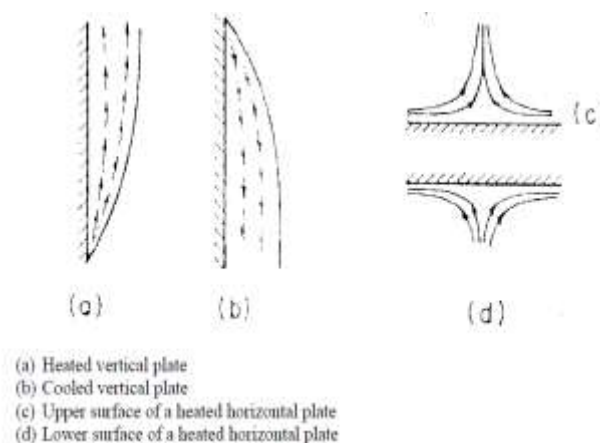 (c)
(a)
(b)
(d)
(a) Heated vertical plate
(b) Cooled vertical plate
(c) Upper surface of a heated horizontal plate
(d) Lower surface of a heated horizontal plate